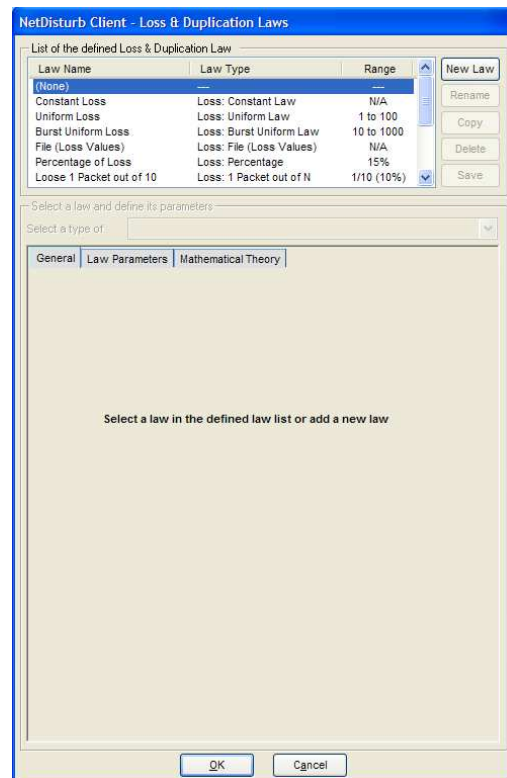 NetDisturb Client - Loss & Duplication Laws
List of the defined Loss & Duplication Law
Law Name Law Type Range
(None) --- ---
Constant Loss Loss: Constant Law N/A
Uniform Loss Loss: Uniform Law 1 to 100
Burst Uniform Loss Loss: Burst Uniform Law 10 to 1000
File (Loss Values) Loss: File (Loss Values) N/A
Percentage of Loss Loss: Percentage 15%
Loose 1 Packet out of 10 Loss: 1 Packet out of N 1/10 (10%)
New Law
Rename
Copy
Delete
Save
Select a law and define its parameters
Select a type of
General Law Parameters Mathematical Theory
Select a law in the defined law list or add a new law
OK Cancel